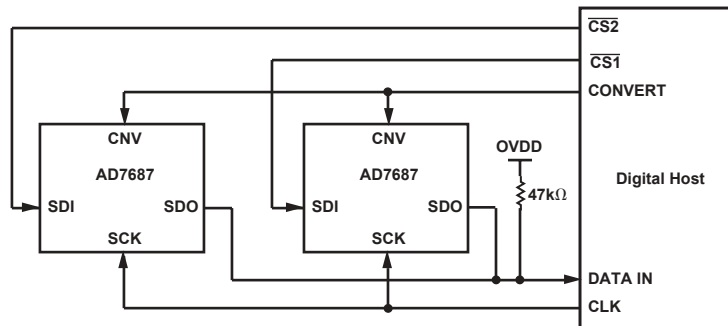 CS2
CS1
CONVERT
CNV
CNV
OVDD
AD7687
AD7687
47kΩ
Digital Host
SDI
SDO
SDI
SDO
SCK
SCK
DATA IN
CLK